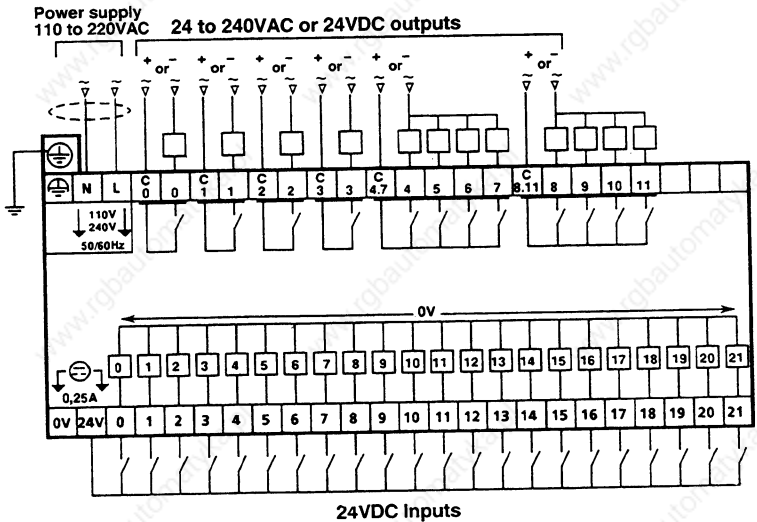 Power supply
110 to 220VAC
24 to 240VAC or 24VDC outputs
+ or - + or - + or - + or - + or - + or -
~ ~ ~ ~ ~ ~ ~ ~ ~ ~ ~ ~ ~ ~
N L C 0 0 C 1 1 C 2 2 C 3 3 C 4.7 4 5 6 7 C 8.11 8 9 10 11
110V
240V
50/60Hz
0V
0 1 2 3 4 5 6 7 8 9 10 11 12 13 14 15 16 17 18 19 20 21
0,25A
0V 24V 0 1 2 3 4 5 6 7 8 9 10 11 12 13 14 15 16 17 18 19 20 21
24VDC Inputs
www.rgbautomatyka.pl